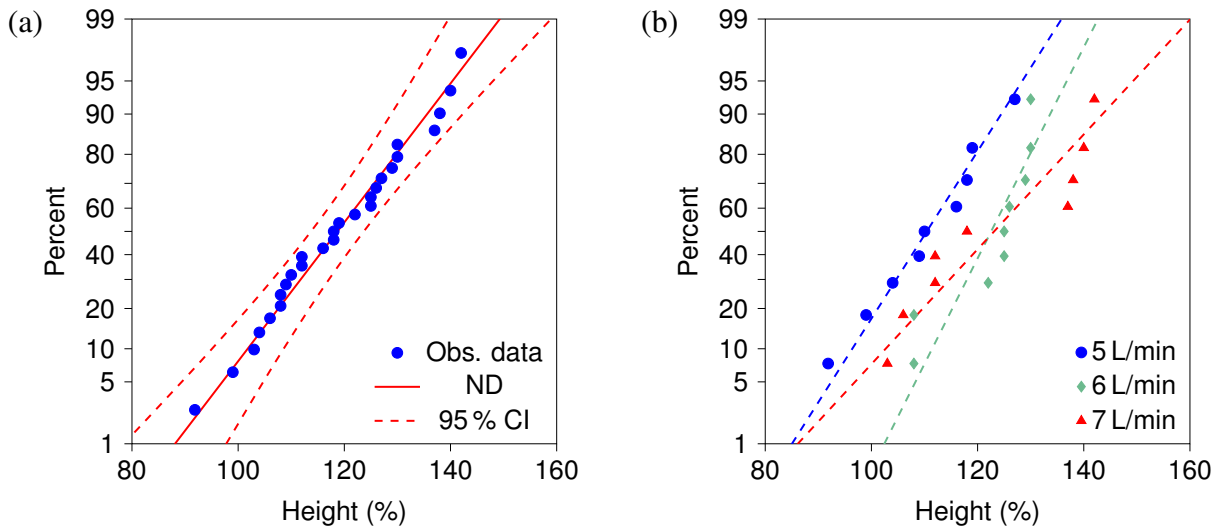 (a)
99
95
90
80
60
40
20
10
5
1
Percent
80 100 120 140 160
Height (%)
Obs. data
ND
95 % CI
(b)
99
95
90
80
60
40
20
10
5
1
Percent
80 100 120 140 160
Height (%)
5 L/min
6 L/min
7 L/min